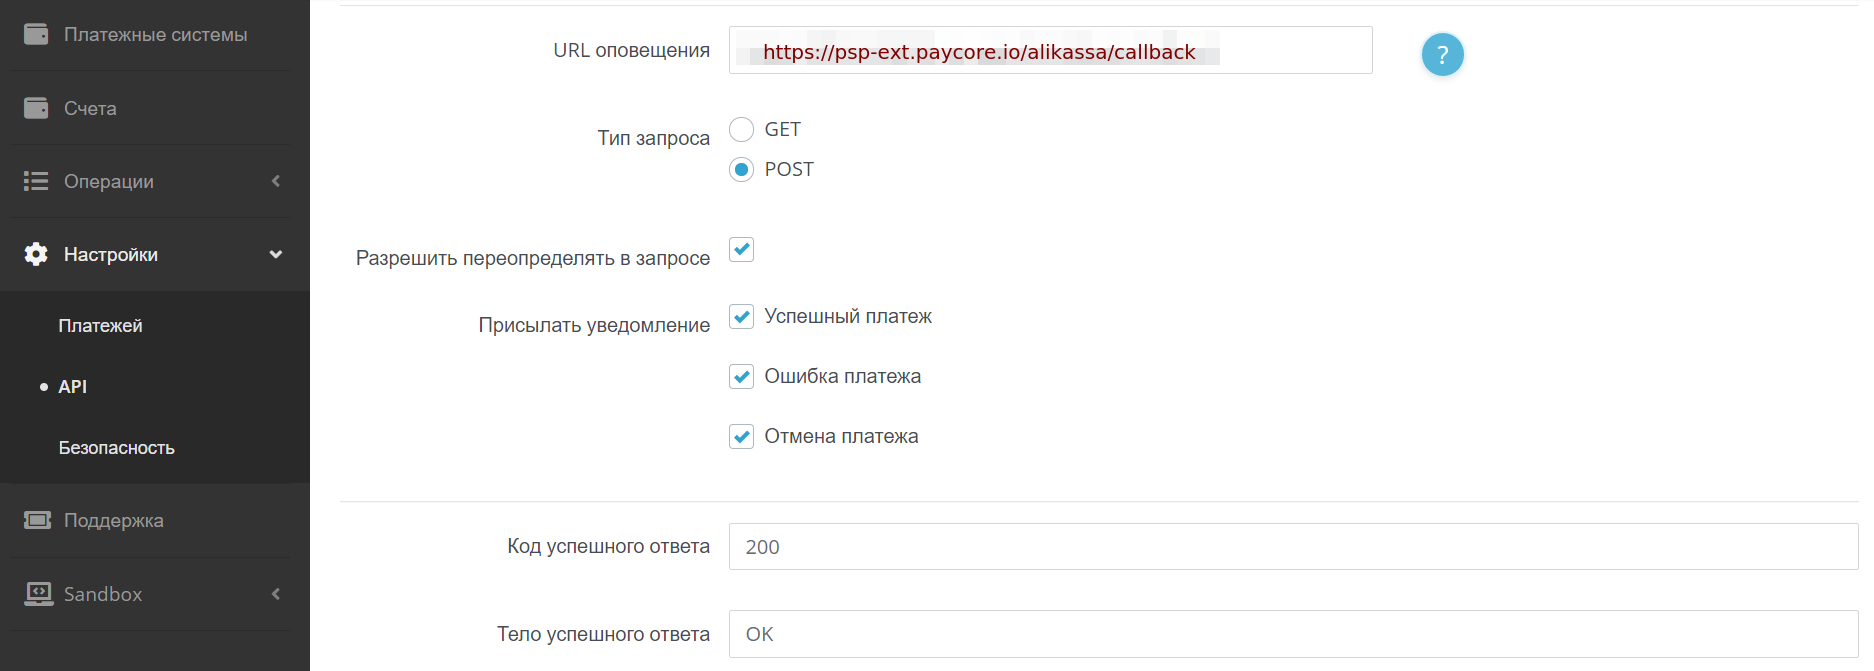 Платежные системы
Счета
Операции
Настройки
Платежей
API
Безопасность
Поддержка
Sandbox
URL оповещения
https://psp-ext.paycore.io/alikassa/callback
?
Тип запроса
GET
POST
Разрешить переопределять в запросе
Присылать уведомление
Успешный платеж
Ошибка платежа
Отмена платежа
Код успешного ответа
200
Тело успешного ответа
OK